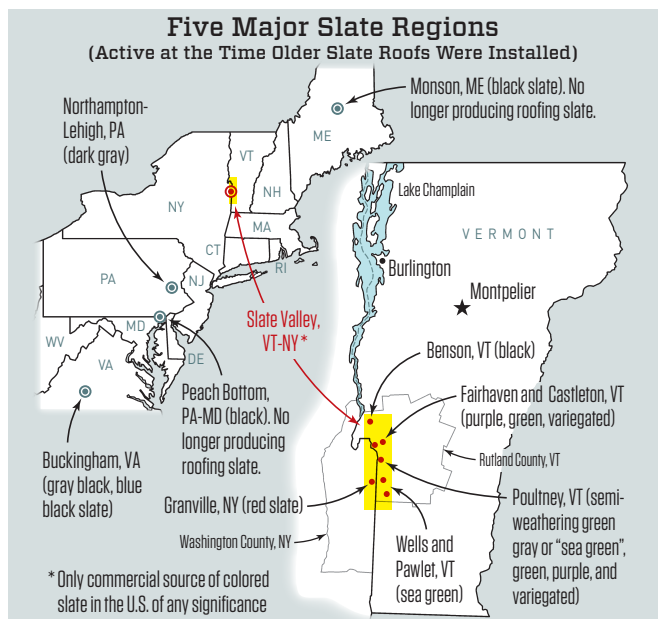 Five Major Slate Regions
(Active at the Time Older Slate Roofs Were Installed)
Monson, ME (black slate). No
longer producing roofing slate.
Northampton-
Lehigh, PA
(dark gray)
ME
VT
NH
NY
MA
CT
RI
PA
NJ
MD
WV
DE
VA
Lake Champlain
VERMONT
Burlington
Montpelier
Slate Valley,
VT-NY *
Benson, VT (black)
Peach Bottom,
PA-MD (black). No
longer producing
roofing slate.
Fairhaven and Castleton, VT
(purple, green, variegated)
Rutland County, VT
Buckingham, VA
(gray black, blue
black slate)
Granville, NY (red slate)
Washington County, NY
Poultney, VT (semi-
weathering green
gray or “sea green”,
green, purple, and
variegated)
Wells and
Pawlet, VT
(sea green)
* Only commercial source of colored
slate in the U.S. of any significance